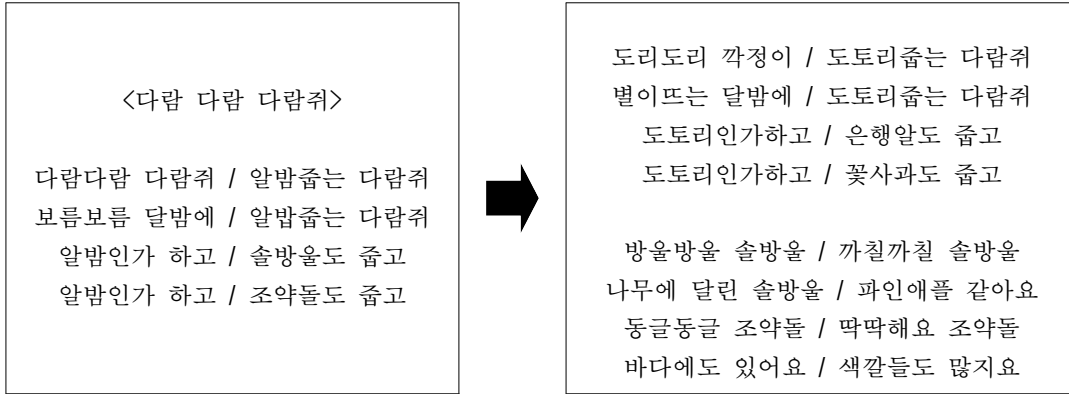 <다람 다람 다람쥐>
다람다람 다람쥐 / 알밤줍는 다람쥐
보름보름 달밤에 / 알밥줍는 다람쥐
알밤인가 하고 / 솔방울도 줍고
알밤인가 하고 / 조약돌도 줍고
도리도리 깍정이 / 도토리줍는 다람쥐
별이뜨는 달밤에 / 도토리줍는 다람쥐
도토리인가하고 / 은행알도 줍고
도토리인가하고 / 꽃사과도 줍고
방울방울 솔방울 / 까칠까칠 솔방울
나무에 달린 솔방울 / 파인애플 같아요
동글동글 조약돌 / 딱딱해요 조약돌
바다에도 있어요 / 색깔들도 많지요